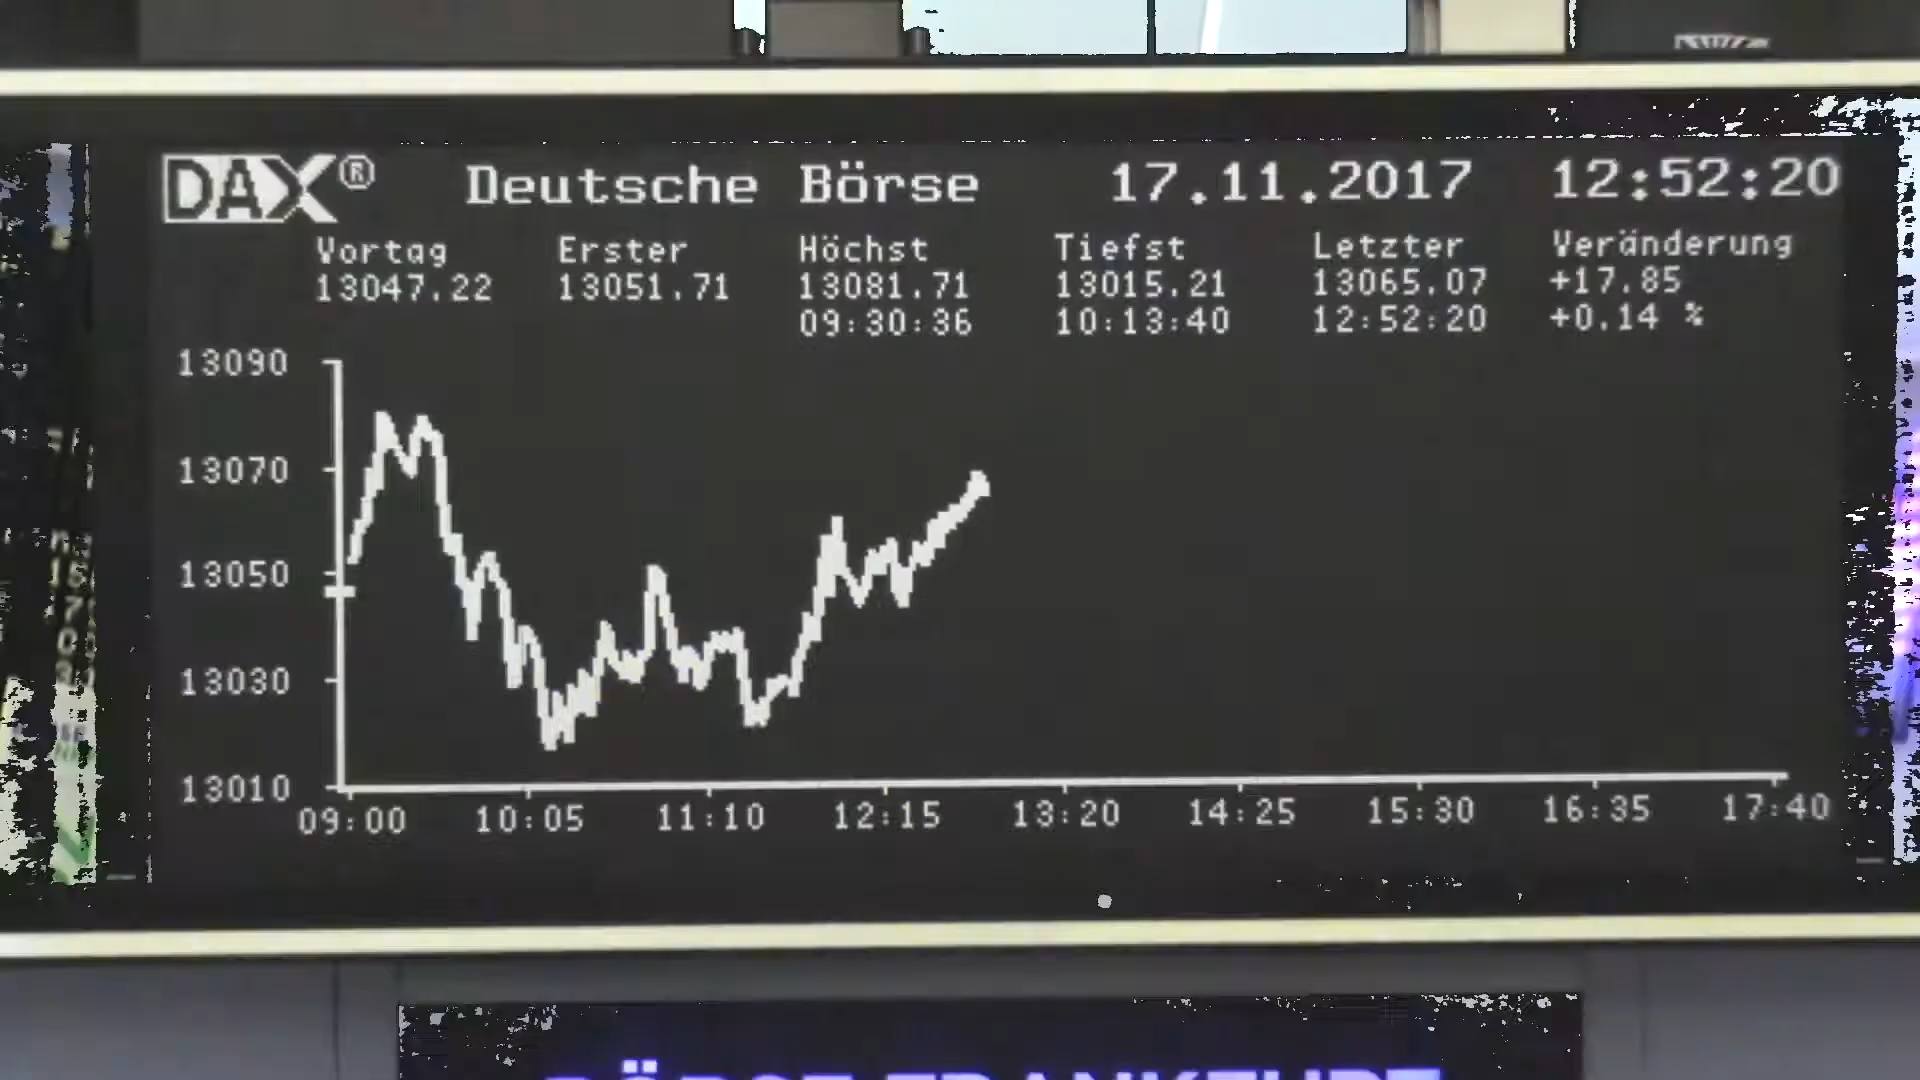 DAX® Deutsche Börse 17.11.2017 12:52:20
Vortag Erster Höchst Tiefst Letzter Veränderung
13047.22 13051.71 13081.71 13015.21 13065.07 +17.85
09:30:36 10:13:40 12:52:20 +0.14 %
13090
13070
13050
13030
13010
09:00 10:05 11:10 12:15 13:20 14:25 15:30 16:35 17:40
BÖRSE FRANKFURT